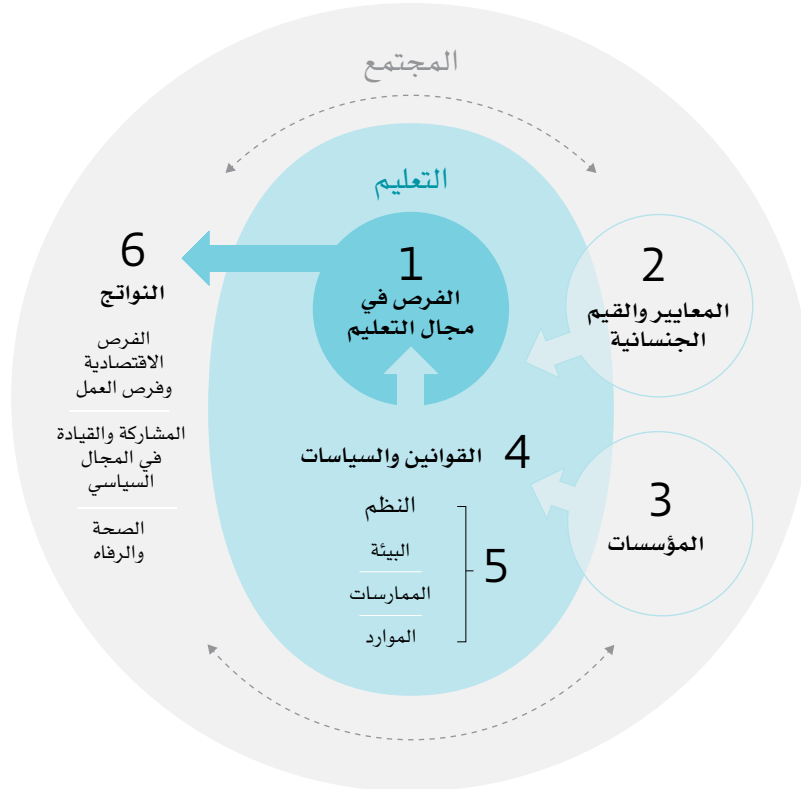 المجتمع
التعليم
1
الفرص في
مجال التعليم
2
المعايير والقيم
الجنسانية
3
المؤسسات
4
القوانين والسياسات
5
النظم
البيئة
الممارسات
الموارد
6
النواتج
الفرص
الاقتصادية
وفرص العمل
المشاركة والقيادة
في المجال
السياسي
الصحة
والرفاه